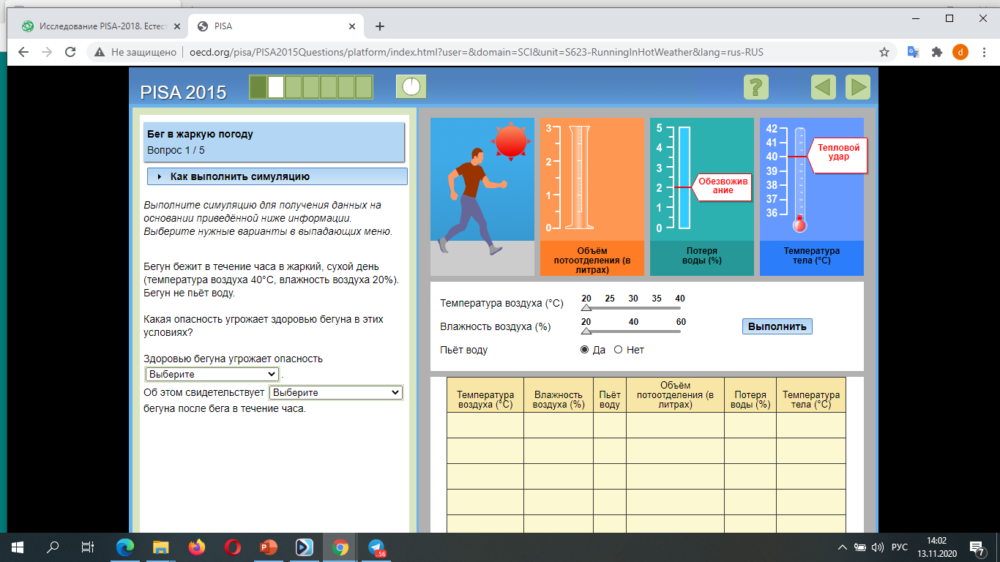 Исследование PISA-2018. Естест
PISA
Не защищено
oecd.org/pisa/PISA2015Questions/platform/index.html?user=&domain=SCI&unit=S623-RunningInHotWeather&lang=rus-RUS
d
PISA 2015
?
Бег в жаркую погоду
Вопрос 1 / 5
Как выполнить симуляцию
Выполните симуляцию для получения данных на
основании приведённой ниже информации.
Выберите нужные варианты в выпадающих меню.
Бегун бежит в течение часа в жаркий, сухой день
(температура воздуха 40°C, влажность воздуха 20%).
Бегун не пьёт воду.
Какая опасность угрожает здоровью бегуна в этих
условиях?
Здоровью бегуна угрожает опасность
Выберите .
Об этом свидетельствует Выберите
бегуна после бега в течение часа.
3
2
1
0
Объём
потоотделения (в
литрах)
5
4
3
2
1
0
Обезвожив
ание
Потеря
воды (%)
42
41
40
39
38
37
36
Тепловой
удар
Температура
тела (°C)
Температура воздуха (°C) 20 25 30 35 40
Влажность воздуха (%) 20 40 60
Выполнить
Пьёт воду Да Нет
Температура
воздуха (°C)
Влажность
воздуха (%)
Пьёт
воду
Объём
потоотделения (в
литрах)
Потеря
воды (%)
Температура
тела (°C)
56
РУС
14:02
13.11.2020
7